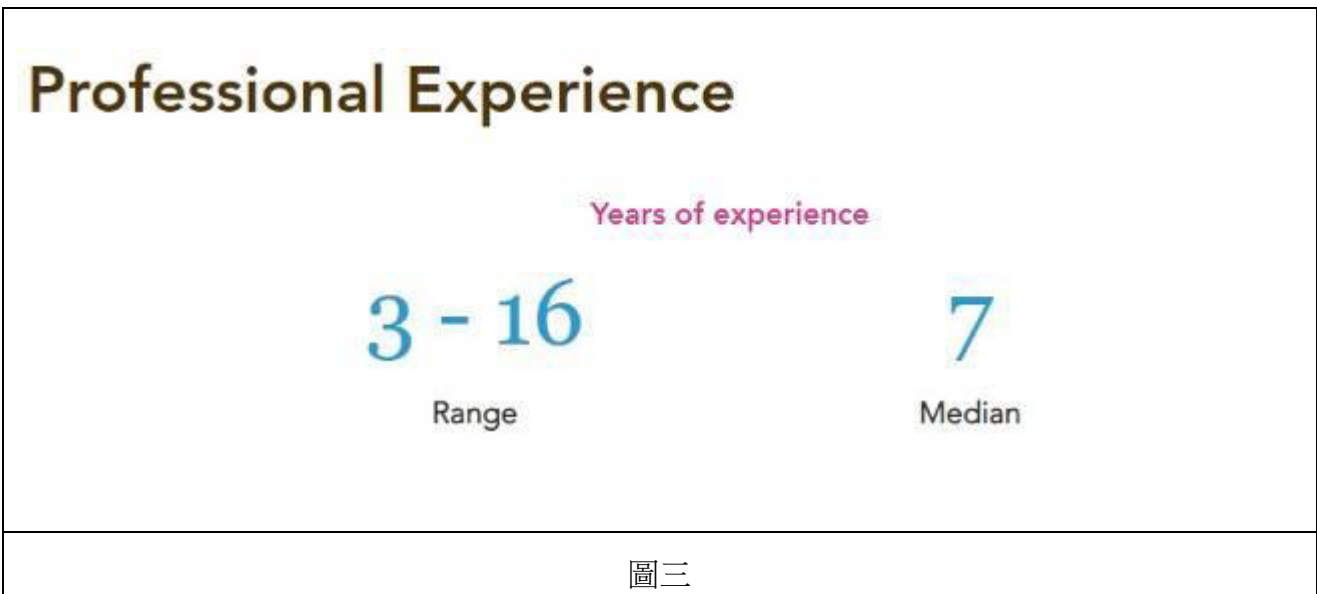 Professional Experience
Years of experience
3 - 16
7
Range
Median
圖三